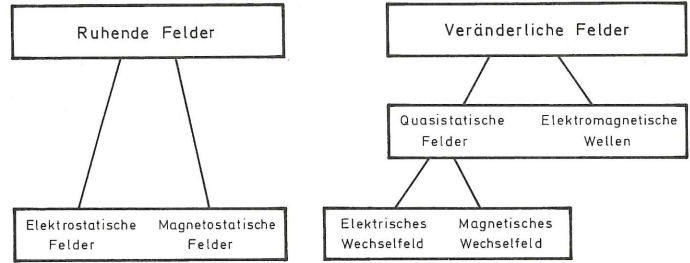 Ruhende Felder
Elektrostatische Felder
Magnetostatische Felder
Veränderliche Felder
Quasistatische Felder
Elektromagnetische Wellen
Elektrisches Wechselfeld
Magnetisches Wechselfeld